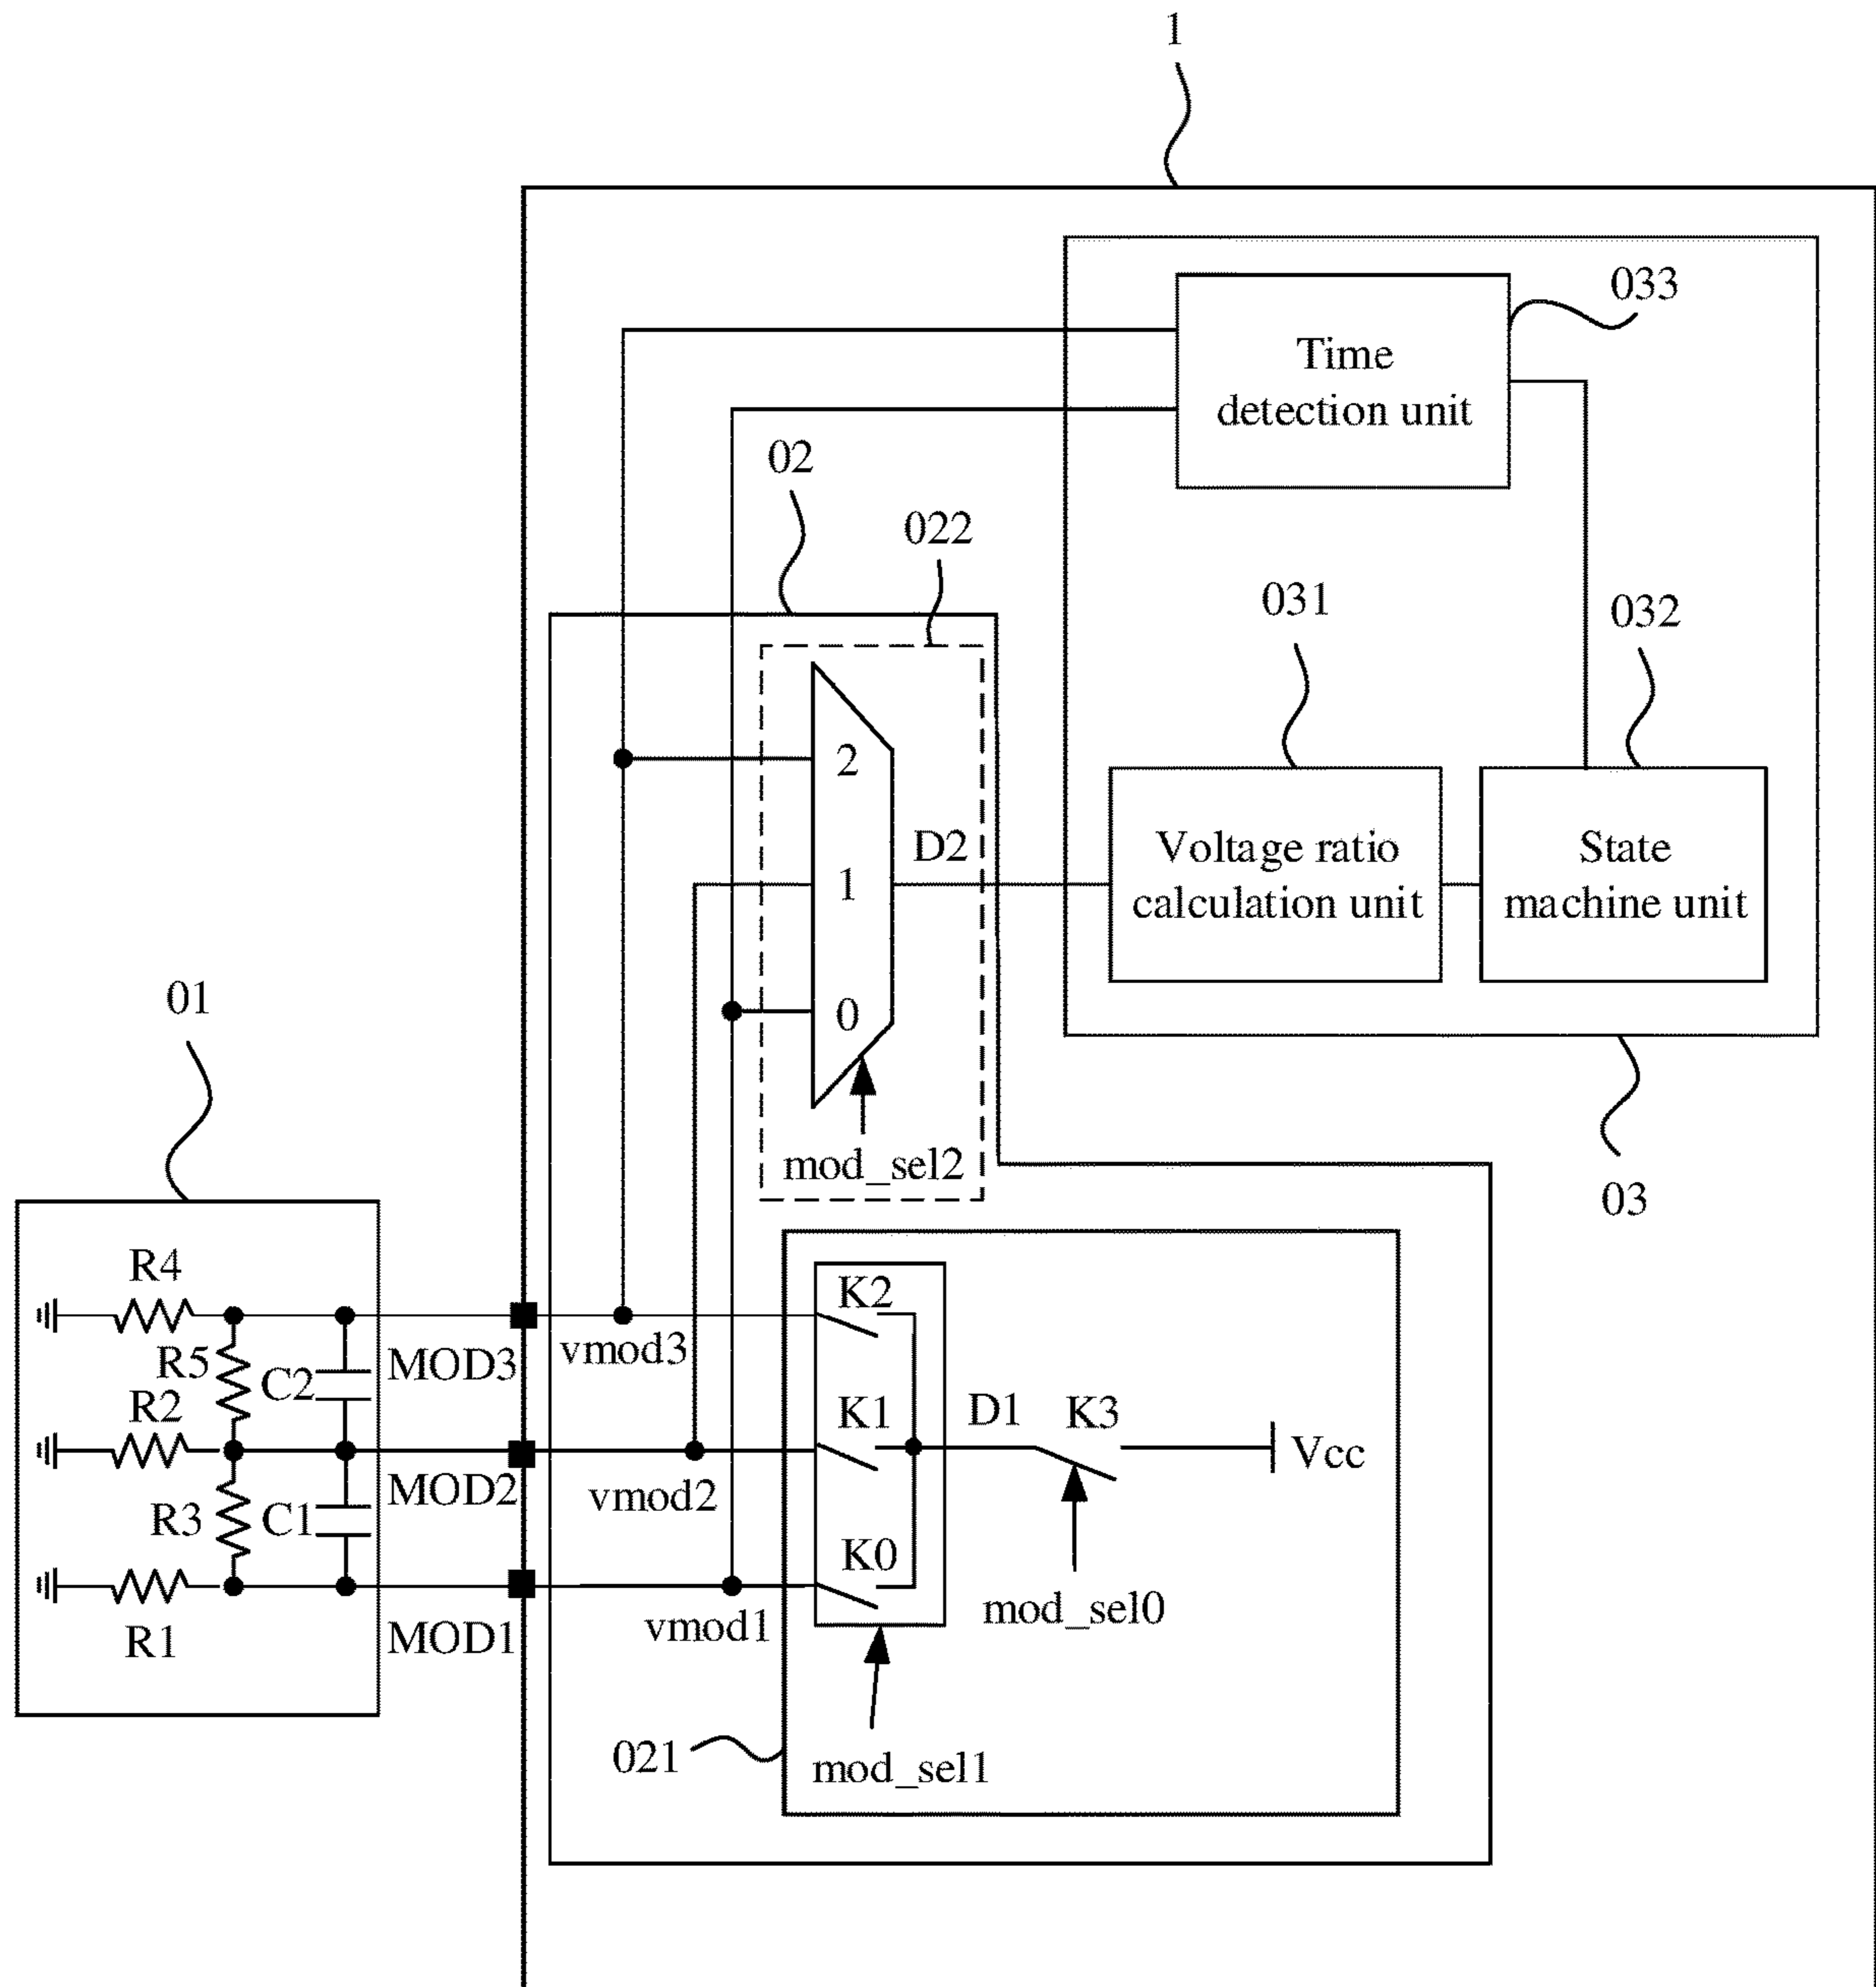 1
033
Time
detection unit
02
022
031
032
2
D2
1
Voltage ratio
calculation unit
State
machine unit
01
0
mod_sel2
03
R4
K2
R5
MOD3
vmod3
C2
R2
K1
D1
K3
Vcc
MOD2
vmod2
R3
C1
K0
mod_sel0
R1
MOD1
vmod1
021
mod_sel1